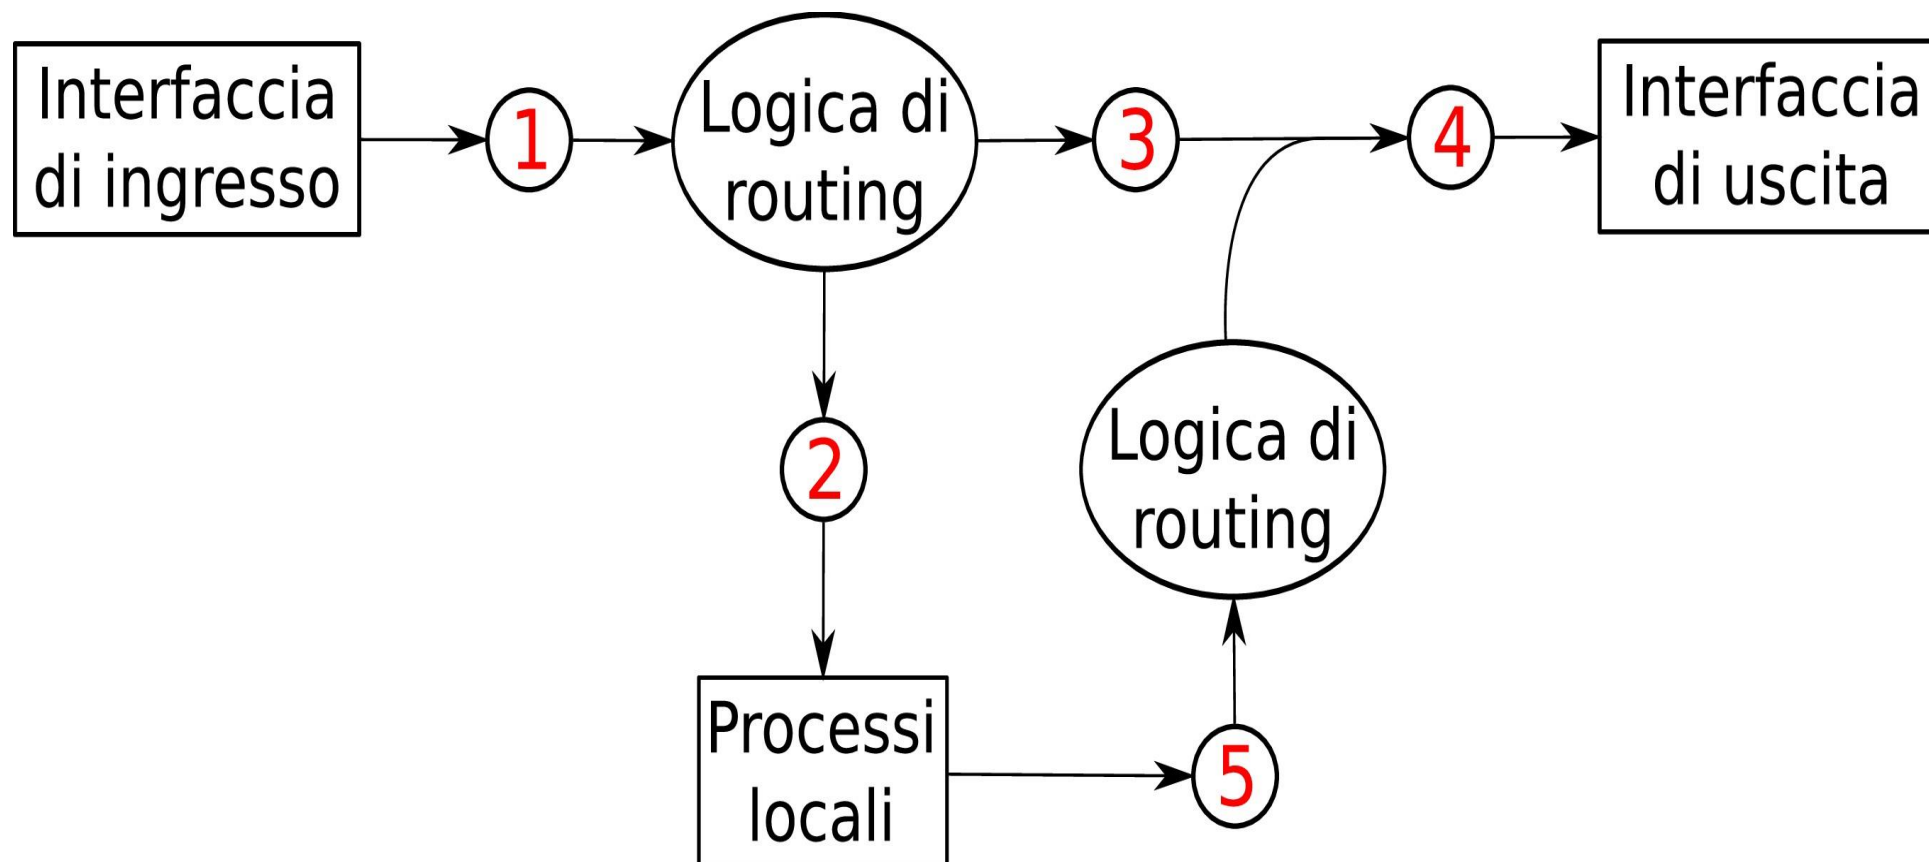 Interfaccia
di ingresso
1
Logica di
routing
3
4
Interfaccia
di uscita
2
Logica di
routing
Processi
locali
5